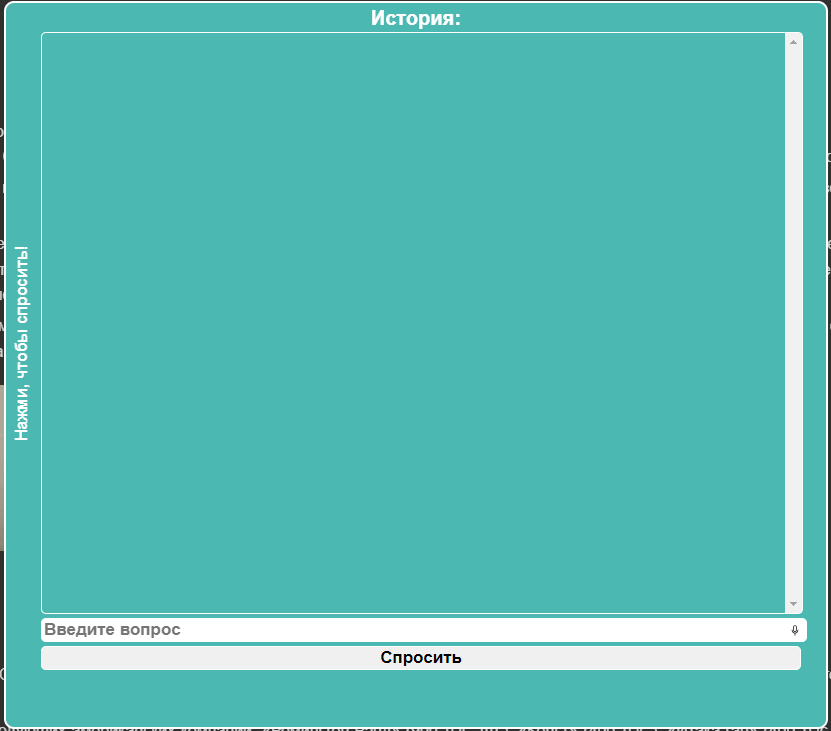 История:
Нажми, чтобы спросить!
Введите вопрос
Спросить